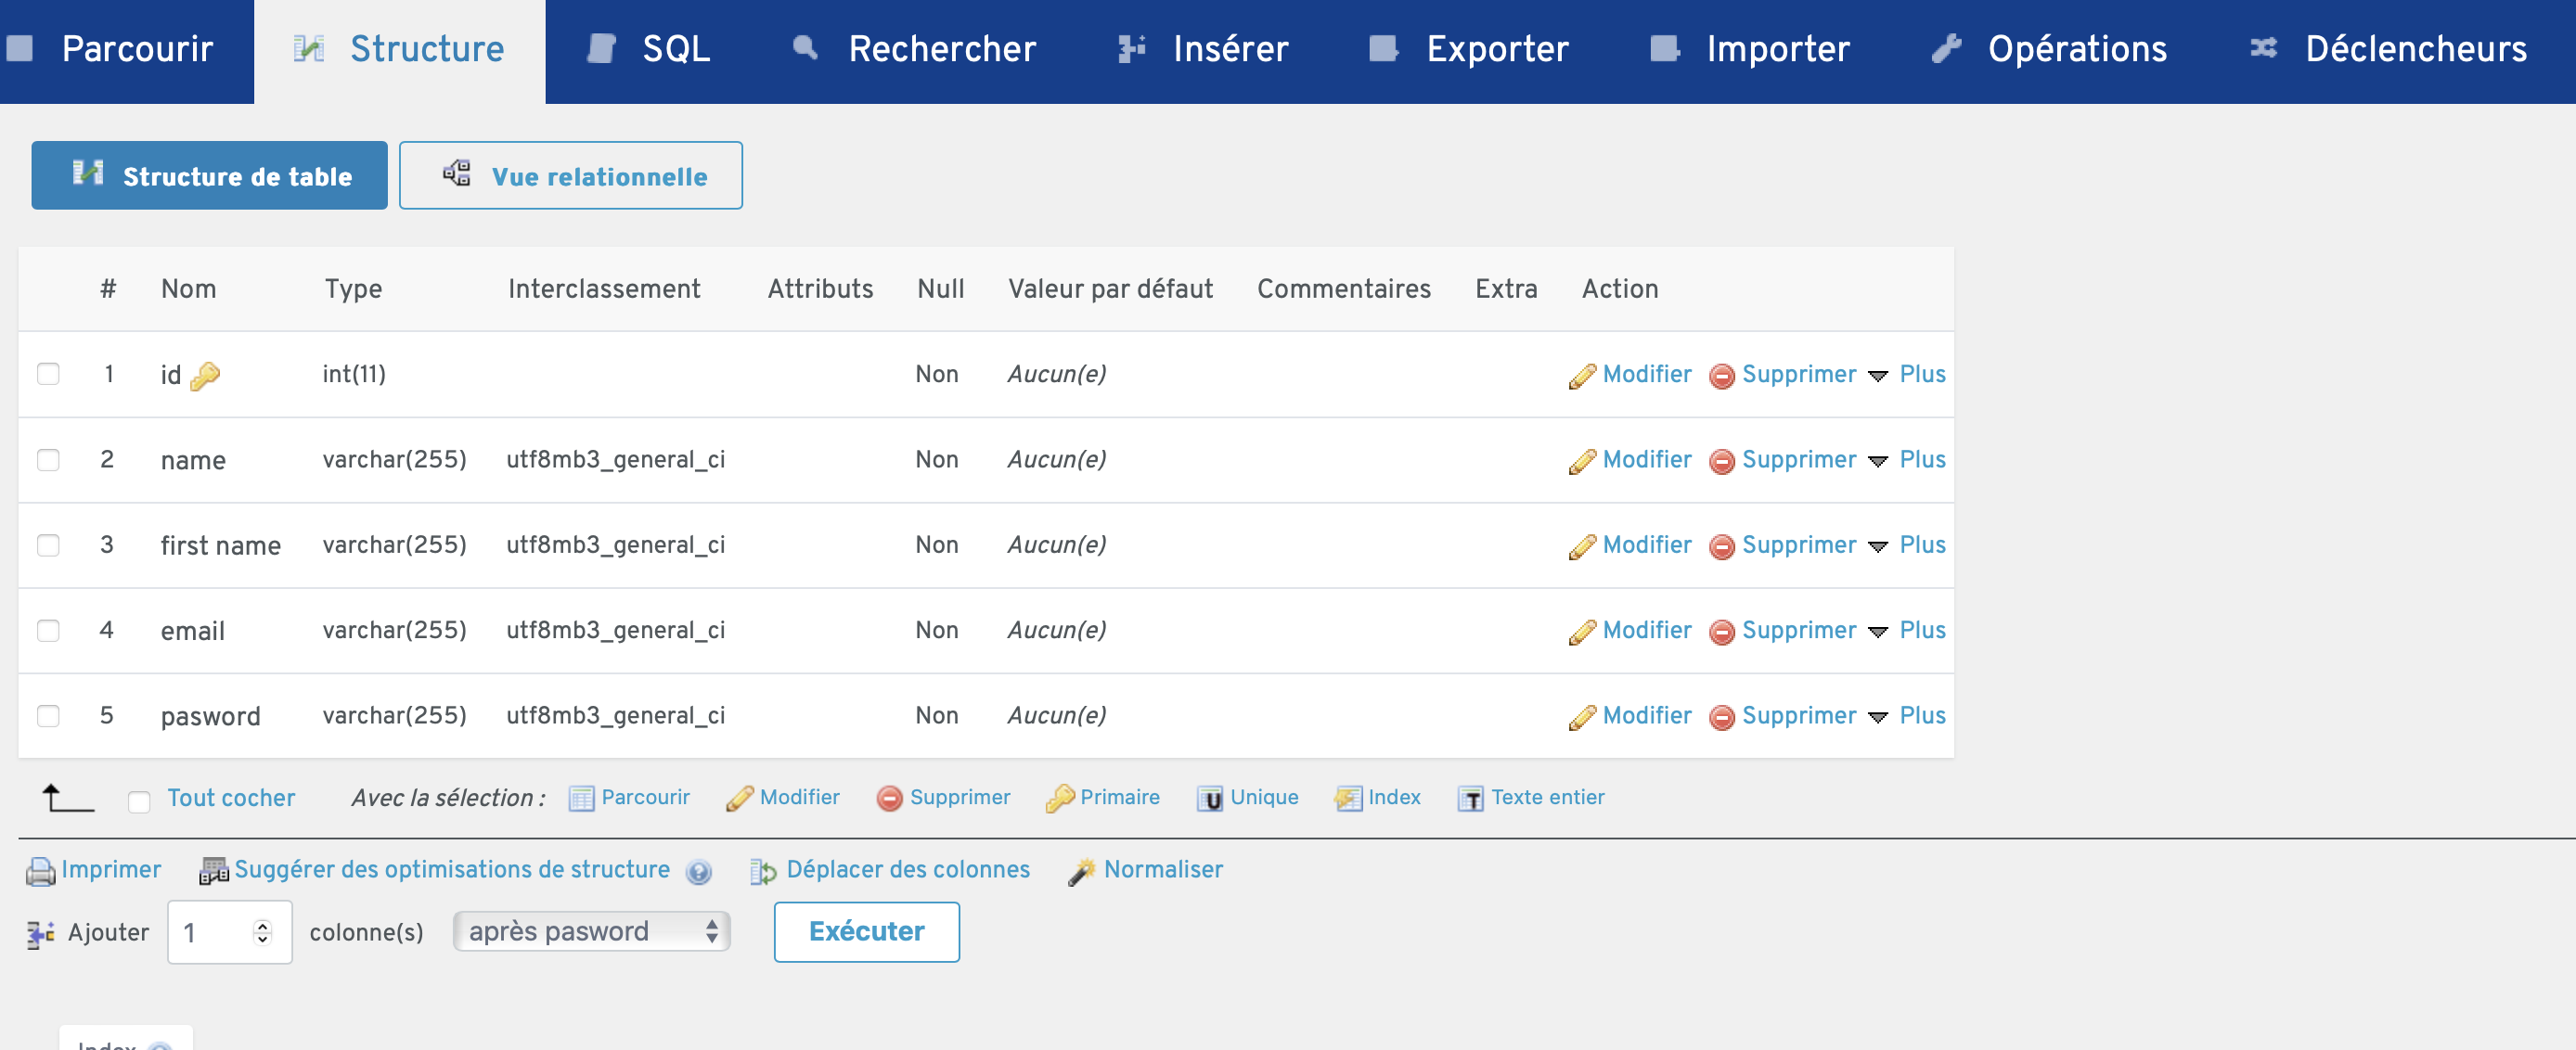 Parcourir Structure SQL Rechercher Insérer Exporter Importer Opérations Déclencheurs
Structure de table Vue relationnelle
# Nom Type Interclassement Attributs Null Valeur par défaut Commentaires Extra Action
1 id int(11) Non Aucun(e) Modifier Supprimer Plus
2 name varchar(255) utf8mb3_general_ci Non Aucun(e) Modifier Supprimer Plus
3 first name varchar(255) utf8mb3_general_ci Non Aucun(e) Modifier Supprimer Plus
4 email varchar(255) utf8mb3_general_ci Non Aucun(e) Modifier Supprimer Plus
5 pasword varchar(255) utf8mb3_general_ci Non Aucun(e) Modifier Supprimer Plus
Tout cocher Avec la sélection : Parcourir Modifier Supprimer Primaire Unique Index Texte entier
Imprimer Suggérer des optimisations de structure Déplacer des colonnes Normaliser
Ajouter 1 colonne(s) après pasword Exécuter
Index